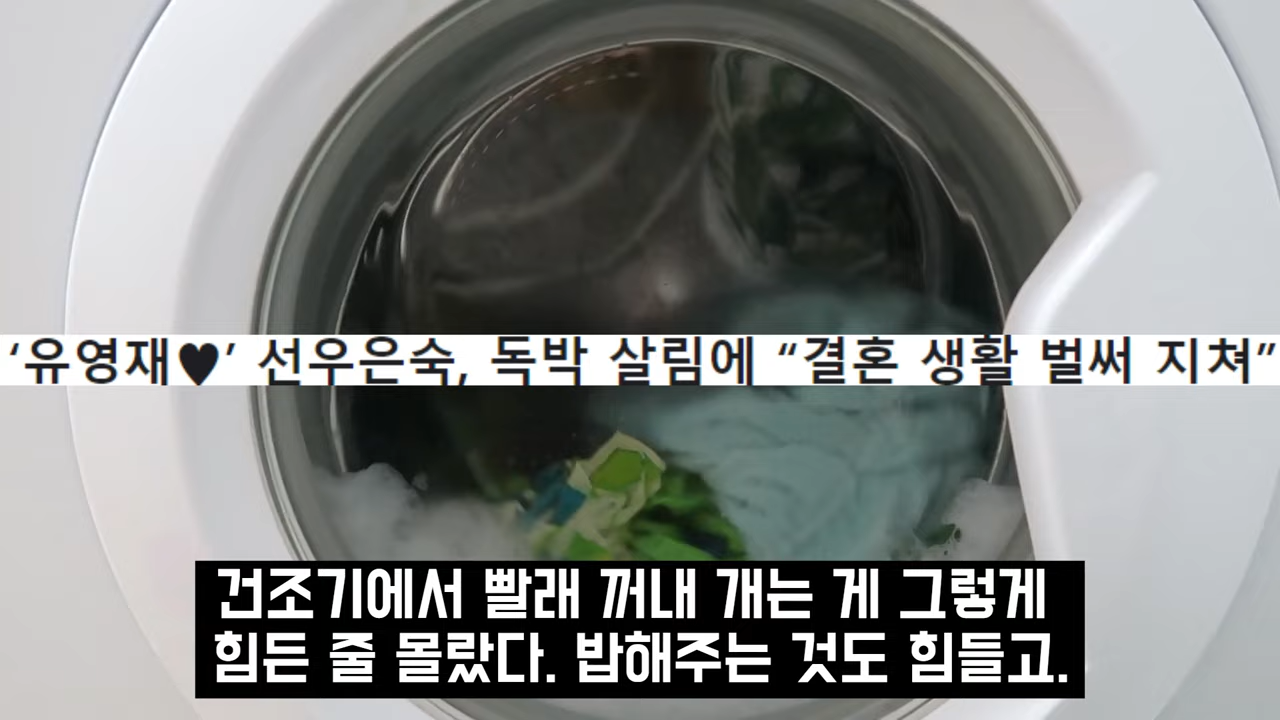 ‘유영재♥’ 선우은숙, 독박 살림에 “결혼 생활 벌써 지쳐”
건조기에서 빨래 꺼내 개는 게 그렇게
힘든 줄 몰랐다. 밥해주는 것도 힘들고.